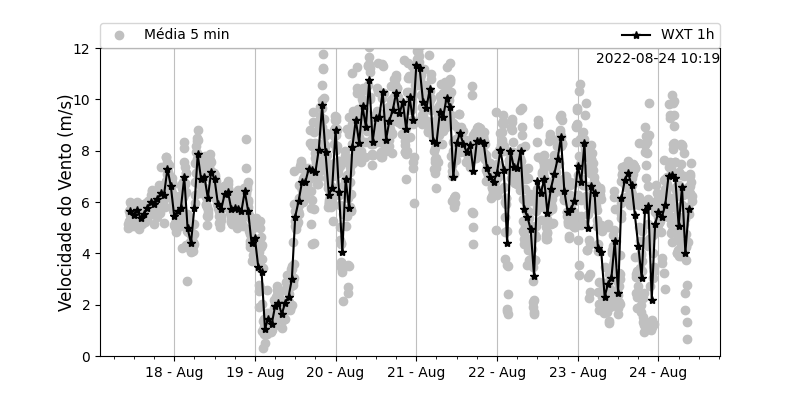 Média 5 min
WXT 1h
2022-08-24 10:19
Velocidade do Vento (m/s)
12
10
8
6
4
2
0
18 - Aug
19 - Aug
20 - Aug
21 - Aug
22 - Aug
23 - Aug
24 - Aug